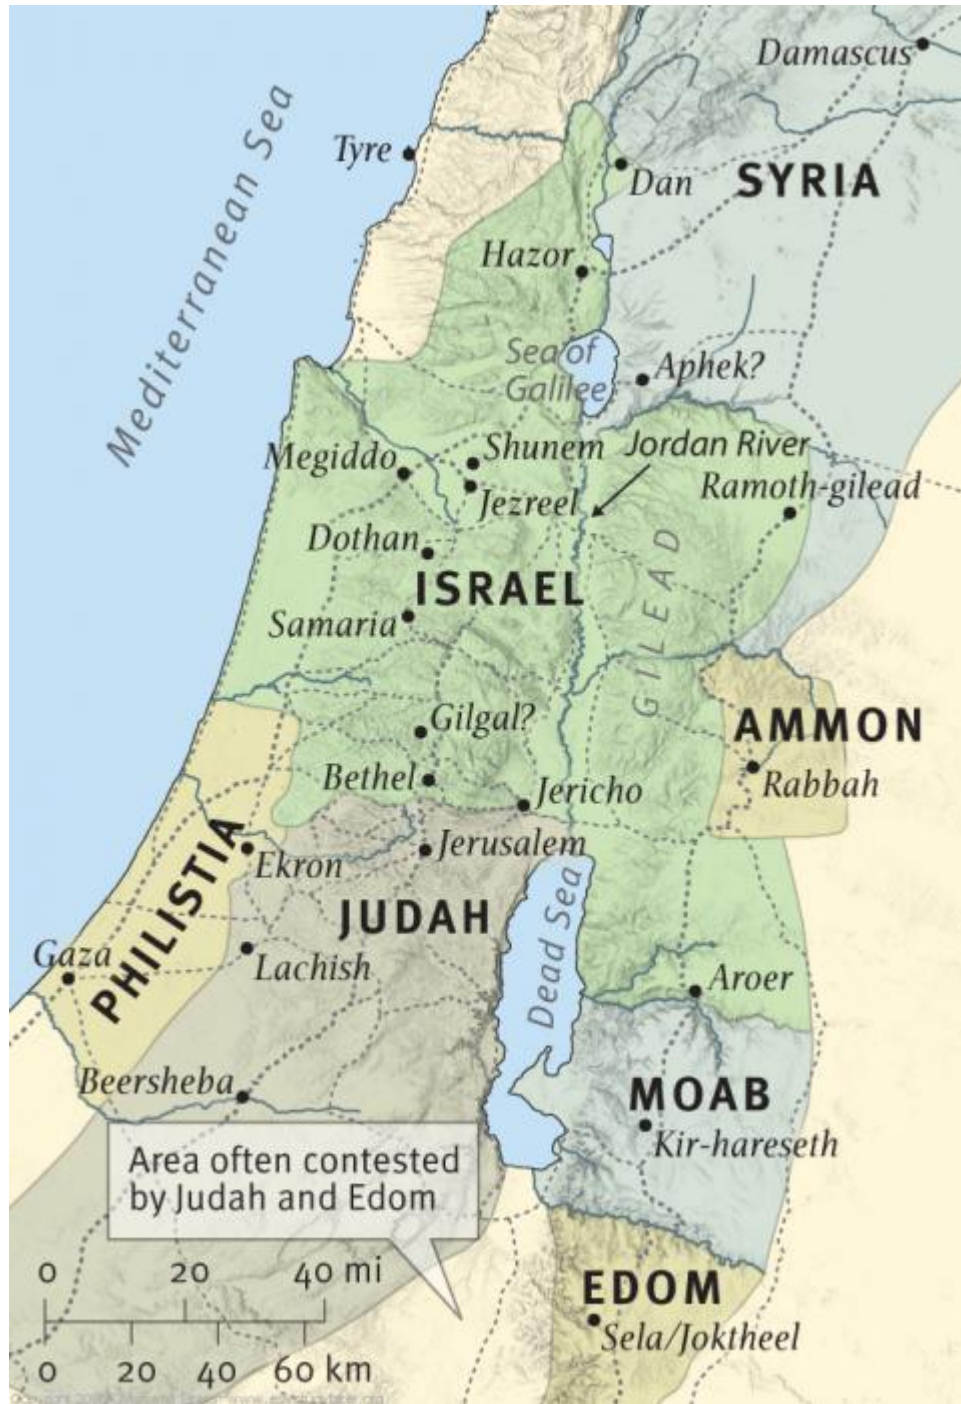 Damascus
Mediterranean Sea
Tyre
Dan
SYRIA
Hazor
Sea of
Galilee
Aphek?
Shunem
Jordan River
Megiddo
Jezreel
Ramoth-gilead
Dothan
ISRAEL
GILEAD
Samaria
Gilgal?
AMMON
Bethel
Jericho
Rabbah
PHILISTIA
Ekron
Jerusalem
JUDAH
Dead Sea
Gaza
Lachish
Aroer
Beersheba
MOAB
Kir-hareseth
Area often contested
by Judah and Edom
0 20 40 mi
EDOM
Sela/Joktheel
0 20 40 60 km